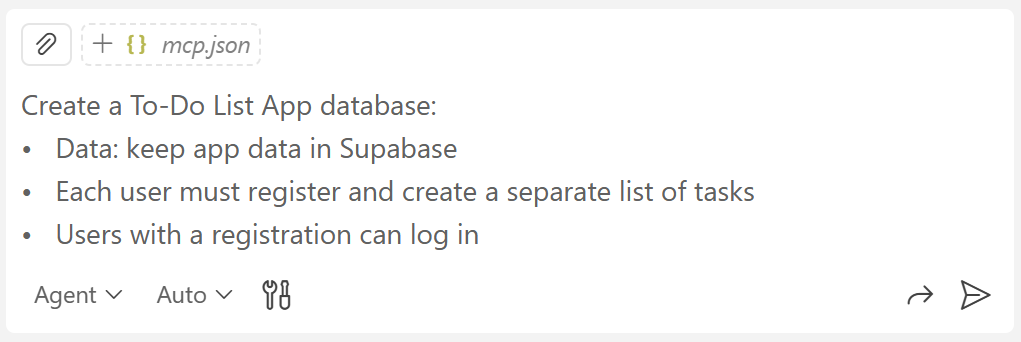 {} mcp.json
Create a To-Do List App database:
• Data: keep app data in Supabase
• Each user must register and create a separate list of tasks
• Users with a registration can log in
Agent Auto